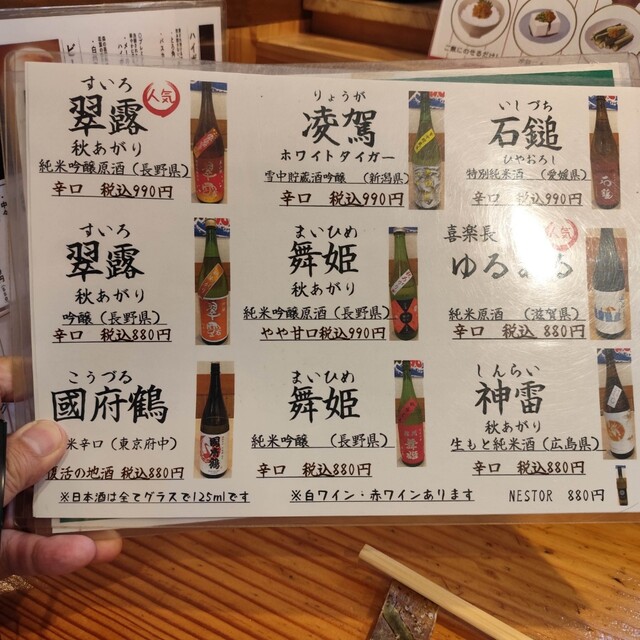 すいろ
翠露
人気
秋あがり
純米吟醸原酒(長野県)
辛口 税込990円
りょうが
凌駕
ホワイトタイガー
雪中貯蔵酒吟醸 (新潟県)
辛口 税込990円
いしづち
石鎚
ひやおろし
特別純米酒 (愛媛県)
辛口 税込990円
すいろ
翠露
秋あがり
吟醸(長野県)
辛口 税込880円
まいひめ
舞姫
秋あがり
純米吟醸原酒(長野県)
やや甘口税込990円
喜楽長
人気
純米原酒 (滋賀県)
辛口 税込 880円
こうづる
國府鶴
米辛口(東京府中)
復活の地酒 税込880円
まいひめ
舞姫
純米吟醸 (長野県)
辛口 税込880円
しんらい
神雷
秋あがり
生もと純米酒(広島県)
辛口 税込880円
※日本酒は全てグラスで125mlです
※白ワイン・赤ワインあります
NESTOR 880円